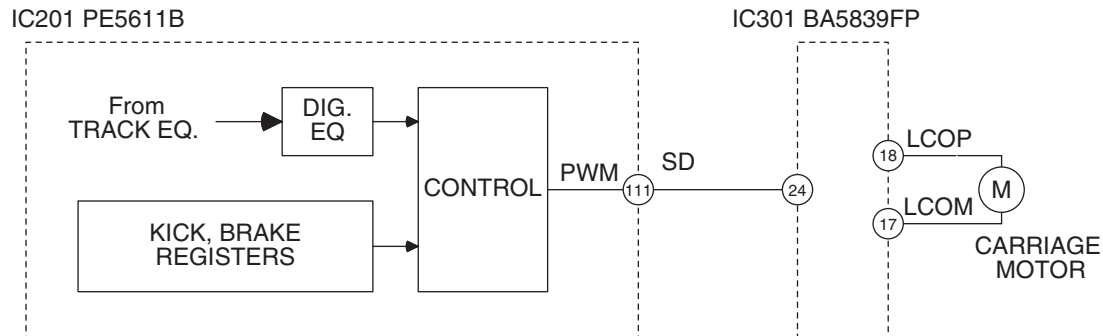 IC201 PE5611B
IC301 BA5839FP
From
TRACK EQ.
DIG.
EQ
CONTROL
KICK, BRAKE
REGISTERS
PWM
111
SD
24
18
LCOP
17
LCOM
M
CARRIAGE
MOTOR